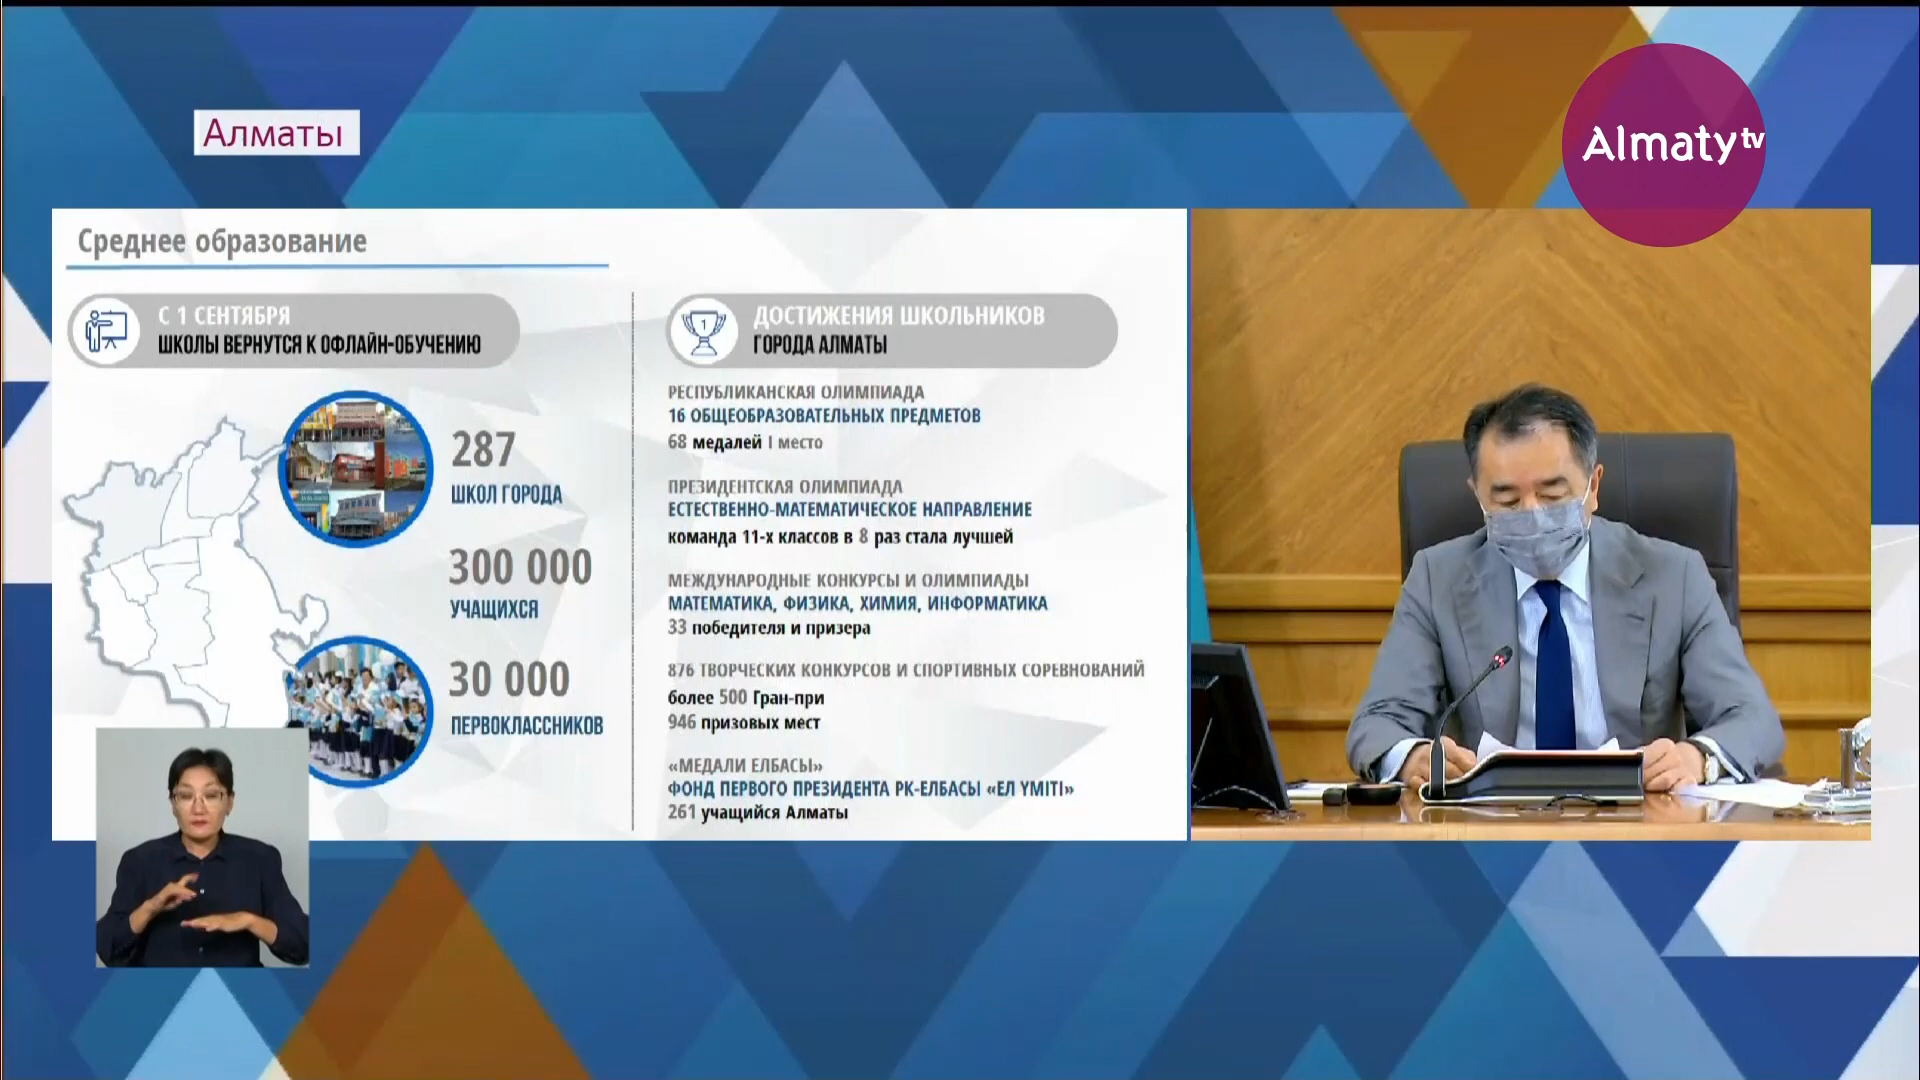 Алматы
Almaty tv
Среднее образование
С 1 СЕНТЯБРЯ
ШКОЛЫ ВЕРНУТСЯ К ОФЛАЙН-ОБУЧЕНИЮ
287
ШКОЛ ГОРОДА
300 000
УЧАЩИХСЯ
30 000
ПЕРВОКЛАССНИКОВ
1
ДОСТИЖЕНИЯ ШКОЛЬНИКОВ
ГОРОДА АЛМАТЫ
РЕСПУБЛИКАНСКАЯ ОЛИМПИАДА
16 ОБЩЕОБРАЗОВАТЕЛЬНЫХ ПРЕДМЕТОВ
68 медалей I место
ПРЕЗИДЕНТСКАЯ ОЛИМПИАДА
ЕСТЕСТВЕННО-МАТЕМАТИЧЕСКОЕ НАПРАВЛЕНИЕ
команда 11-х классов в 8 раз стала лучшей
МЕЖДУНАРОДНЫЕ КОНКУРСЫ И ОЛИМПИАДЫ
МАТЕМАТИКА, ФИЗИКА, ХИМИЯ, ИНФОРМАТИКА
33 победителя и призера
876 ТВОРЧЕСКИХ КОНКУРСОВ И СПОРТИВНЫХ СОРЕВНОВАНИЙ
более 500 Гран-при
946 призовых мест
«МЕДАЛИ ЕЛБАСЫ»
ФОНД ПЕРВОГО ПРЕЗИДЕНТА РК-ЕЛБАСЫ «ЕЛ YMITI»
261 учащийся Алматы